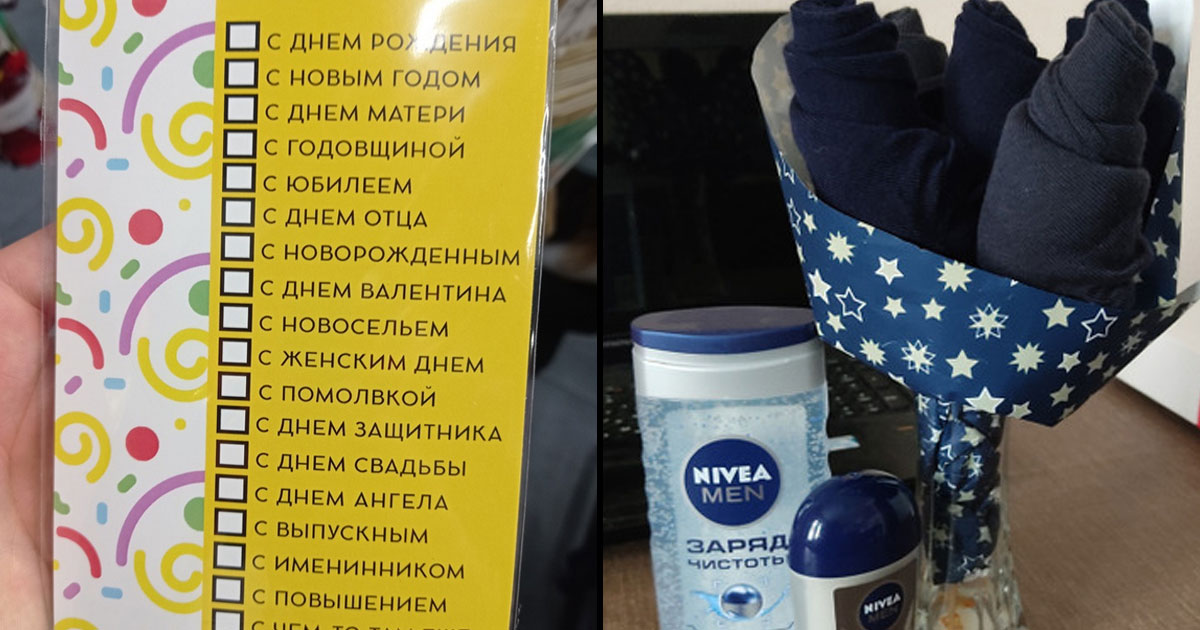 С ДНЕМ РОЖДЕНИЯ
С НОВЫМ ГОДОМ
С ДНЕМ МАТЕРИ
С ГОДОВЩИНОЙ
С ЮБИЛЕЕМ
С ДНЕМ ОТЦА
С НОВОРОЖДЕННЫМ
С ДНЕМ ВАЛЕНТИНА
С НОВОСЕЛЬЕМ
С ЖЕНСКИМ ДНЕМ
С ПОМОЛВКОЙ
С ДНЕМ ЗАЩИТНИКА
С ДНЕМ СВАДЬБЫ
С ДНЕМ АНГЕЛА
С ВЫПУСКНЫМ
С ИМЕНИННИКОМ
С ПОВЫШЕНИЕМ
NIVEA
MEN
ЗАРЯД
ЧИСТОТЫ
NIVEA
MEN